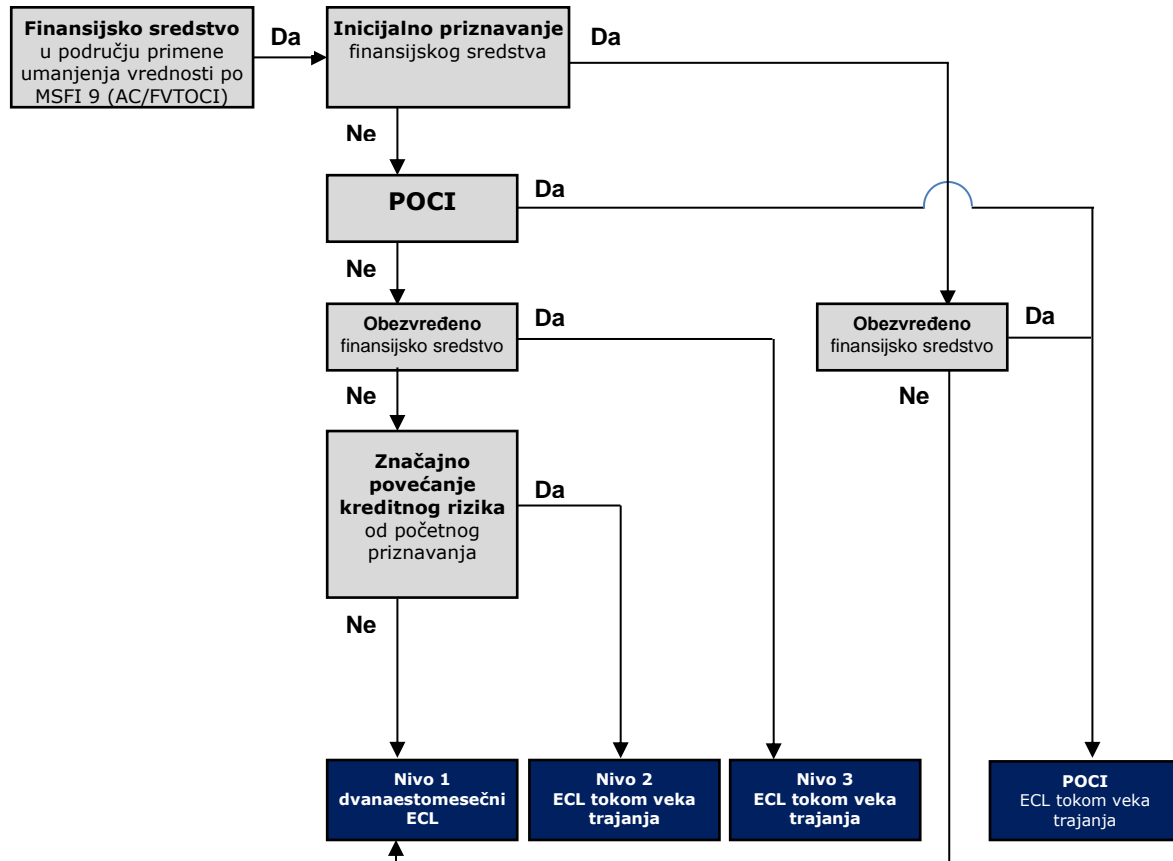 Finansijsko sredstvo
u području primene
umanjenja vrednosti po
MSFI 9 (AC/FVTOCI)
Da
Inicijalno priznavanje
finansijskog sredstva
Da
Ne
POCI
Da
Ne
Obezvređeno
finansijsko sredstvo
Da
Obezvređeno
finansijsko sredstvo
Da
Ne
Ne
Značajno
povećanje
kreditnog rizika
od početnog
priznavanja
Da
Ne
Nivo 1
dvanaestomesečni
ECL
Nivo 2
ECL tokom veka
trajanja
Nivo 3
ECL tokom veka
trajanja
POCI
ECL tokom veka
trajanja